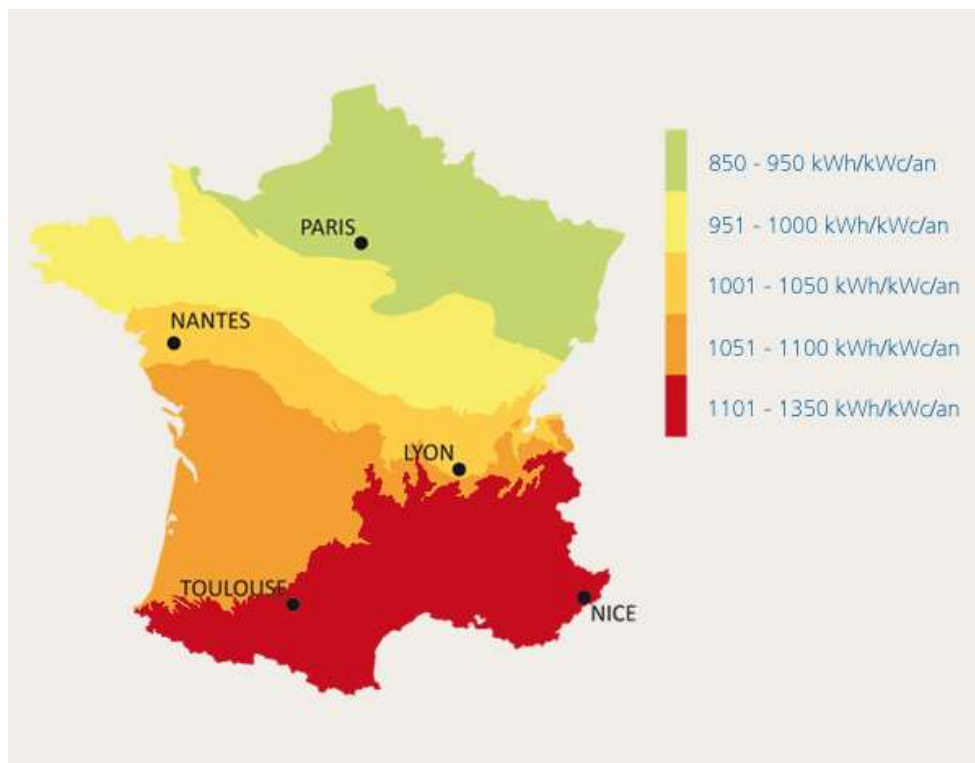 850 - 950 kWh/kWc/an
PARIS
951 - 1000 kWh/kWc/an
1001 - 1050 kWh/kWc/an
NANTES
1051 - 1100 kWh/kWc/an
1101 - 1350 kWh/kWc/an
LYON
TOULOUSE
NICE